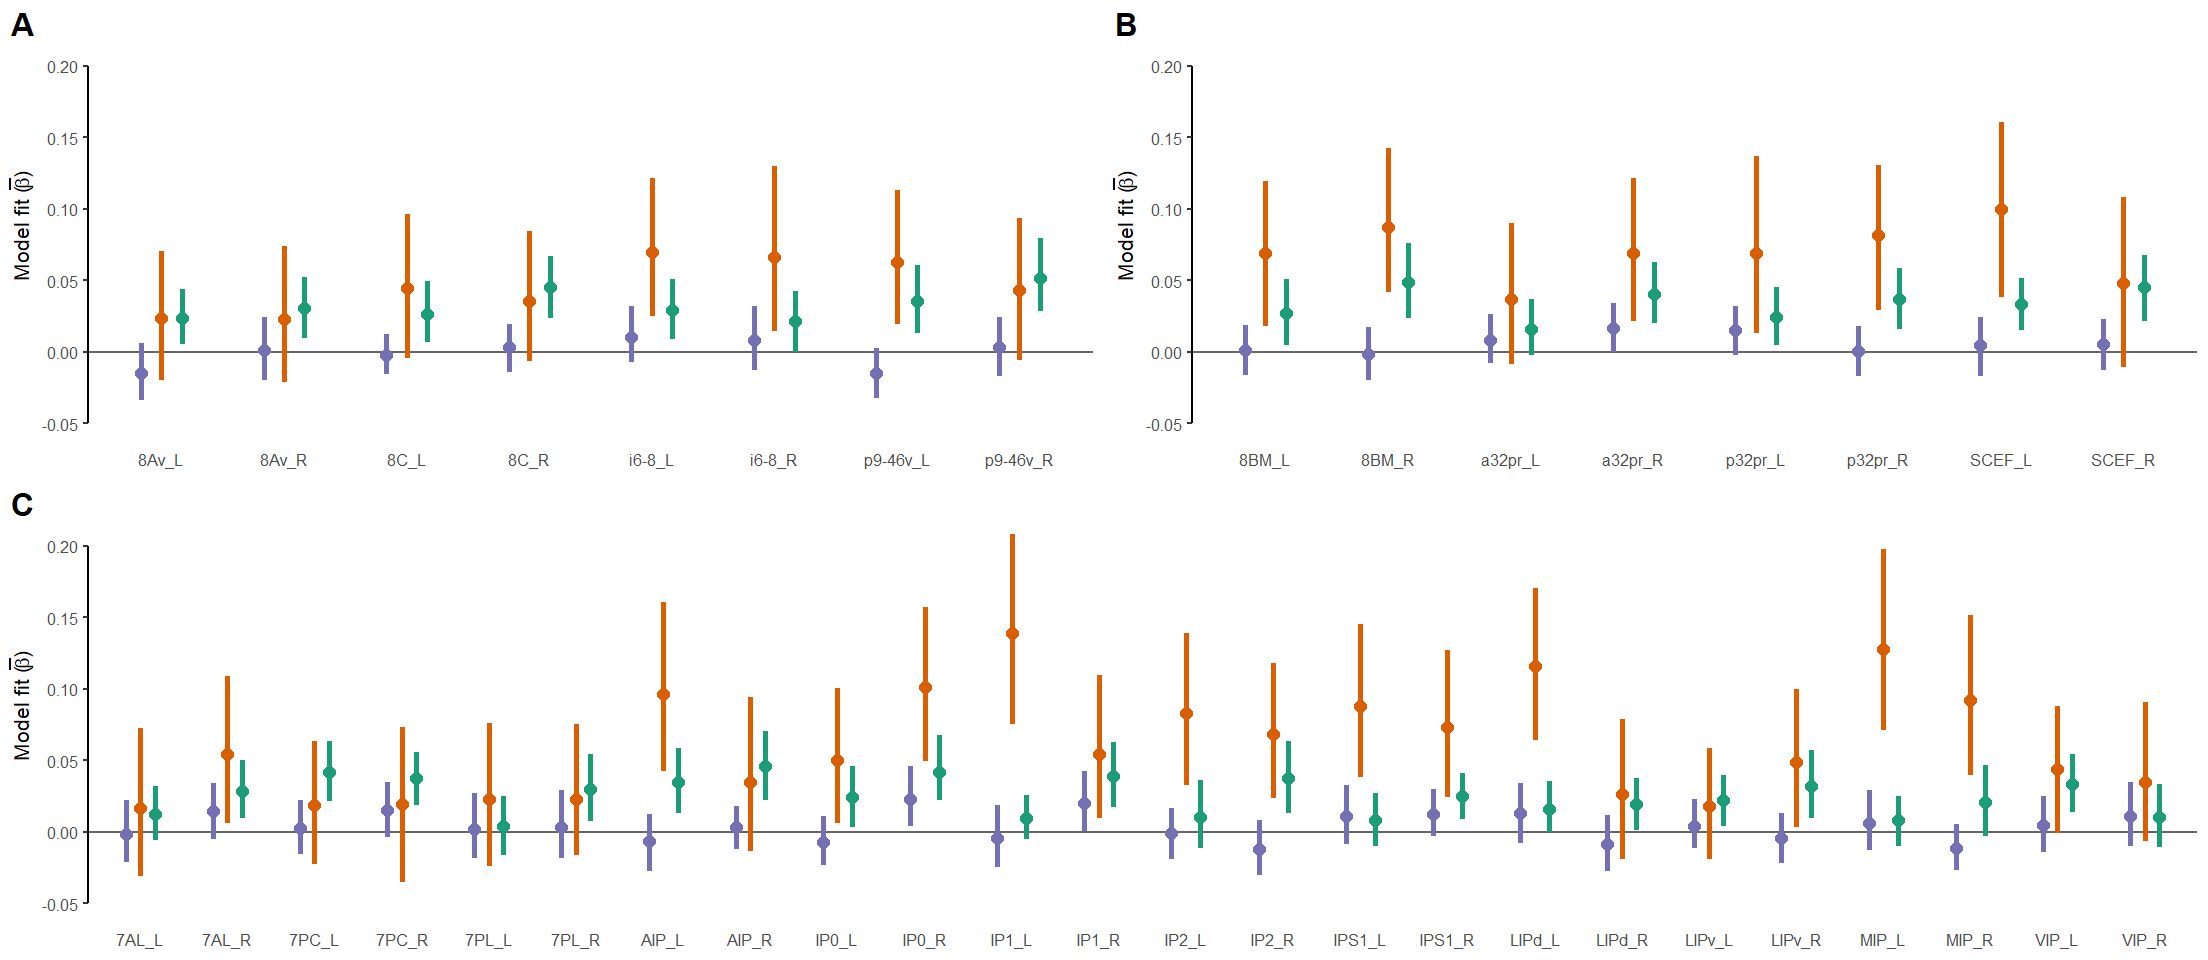 A
Model fit (β̅)
0.20
0.15
0.10
0.05
0.00
-0.05
8Av_L 8Av_R 8C_L 8C_R i6-8_L i6-8_R p9-46v_L p9-46v_R
B
Model fit (β̅)
0.20
0.15
0.10
0.05
0.00
-0.05
8BM_L 8BM_R a32pr_L a32pr_R p32pr_L p32pr_R SCEF_L SCEF_R
C
Model fit (β̅)
0.20
0.15
0.10
0.05
0.00
-0.05
7AL_L 7AL_R 7PC_L 7PC_R 7PL_L 7PL_R AIP_L AIP_R IP0_L IP0_R IP1_L IP1_R IP2_L IP2_R IPS1_L IPS1_R LIPd_L LIPd_R LIPv_L LIPv_R MIP_L MIP_R VIP_L VIP_R